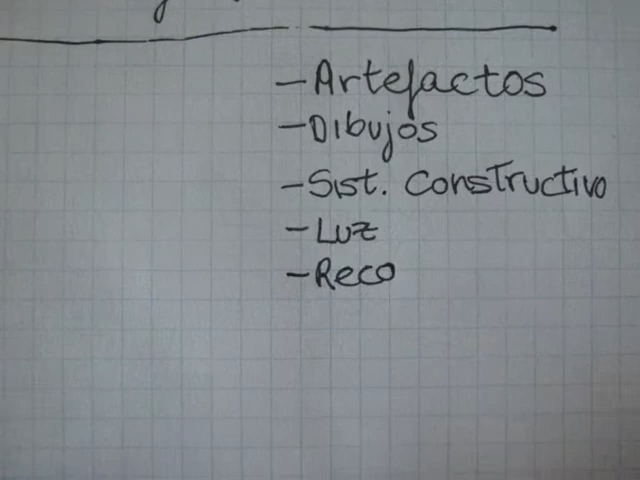 - Artefactos
- Dibujos
- Sist. Constructivo
- Luz
- Reco